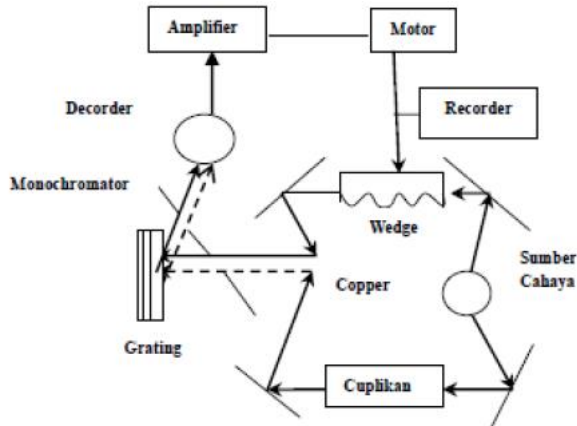 Amplifier
Motor
Decorder
Recorder
Monochromator
Wedge
Sumber
Cahaya
Copper
Grating
Cuplikan